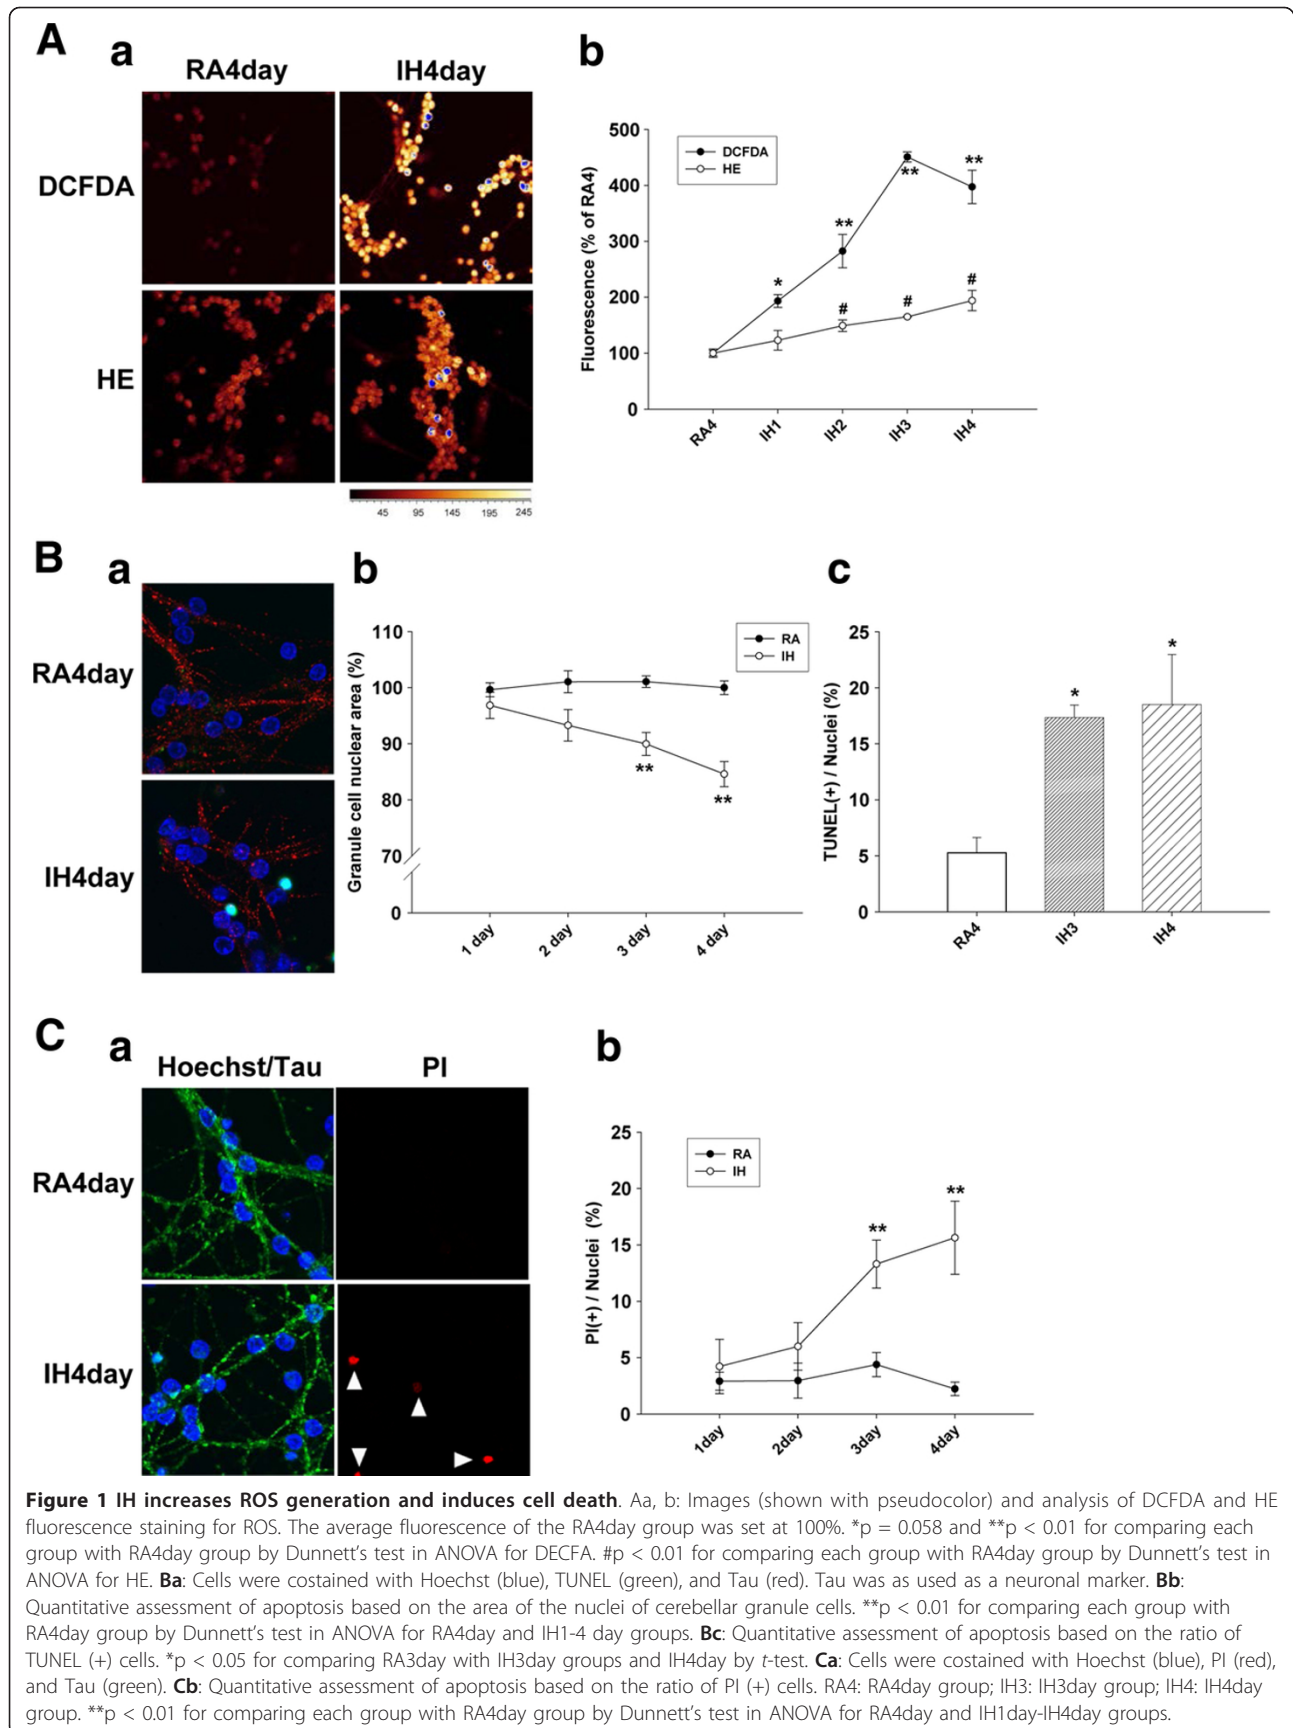 A
a
RA4day IH4day
DCFDA
HE
45 95 145 195 245
b
Fluorescence (% of RA4)
500
400
300
200
100
0
DCFDA
HE
*
**
**
**
#
#
#
RA4 IH1 IH2 IH3 IH4
B
a
RA4day
IH4day
b
Granule cell nuclear area (%)
110
100
90
80
70
0
RA
IH
**
**
1 day 2 day 3 day 4 day
c
TUNEL(+) / Nuclei (%)
25
20
15
10
5
0
*
*
RA4 IH3 IH4
C
a
Hoechst/Tau PI
RA4day
IH4day
b
PI(+) / Nuclei (%)
25
20
15
10
5
0
RA
IH
**
**
1day 2day 3day 4day
Figure 1 IH increases ROS generation and induces cell death. Aa, b: Images (shown with pseudocolor) and analysis of DCFDA and HE
fluorescence staining for ROS. The average fluorescence of the RA4day group was set at 100%. *p = 0.058 and **p < 0.01 for comparing each
group with RA4day group by Dunnett's test in ANOVA for DECFA. #p < 0.01 for comparing each group with RA4day group by Dunnett's test in
ANOVA for HE. Ba: Cells were costained with Hoechst (blue), TUNEL (green), and Tau (red). Tau was as used as a neuronal marker. Bb:
Quantitative assessment of apoptosis based on the area of the nuclei of cerebellar granule cells. **p < 0.01 for comparing each group with
RA4day group by Dunnett's test in ANOVA for RA4day and IH1-4 day groups. Bc: Quantitative assessment of apoptosis based on the ratio of
TUNEL (+) cells. *p < 0.05 for comparing RA3day with IH3day groups and IH4day by t-test. Ca: Cells were costained with Hoechst (blue), PI (red),
and Tau (green). Cb: Quantitative assessment of apoptosis based on the ratio of PI (+) cells. RA4: RA4day group; IH3: IH3day group; IH4: IH4day
group. **p < 0.01 for comparing each group with RA4day group by Dunnett's test in ANOVA for RA4day and IH1day-IH4day groups.